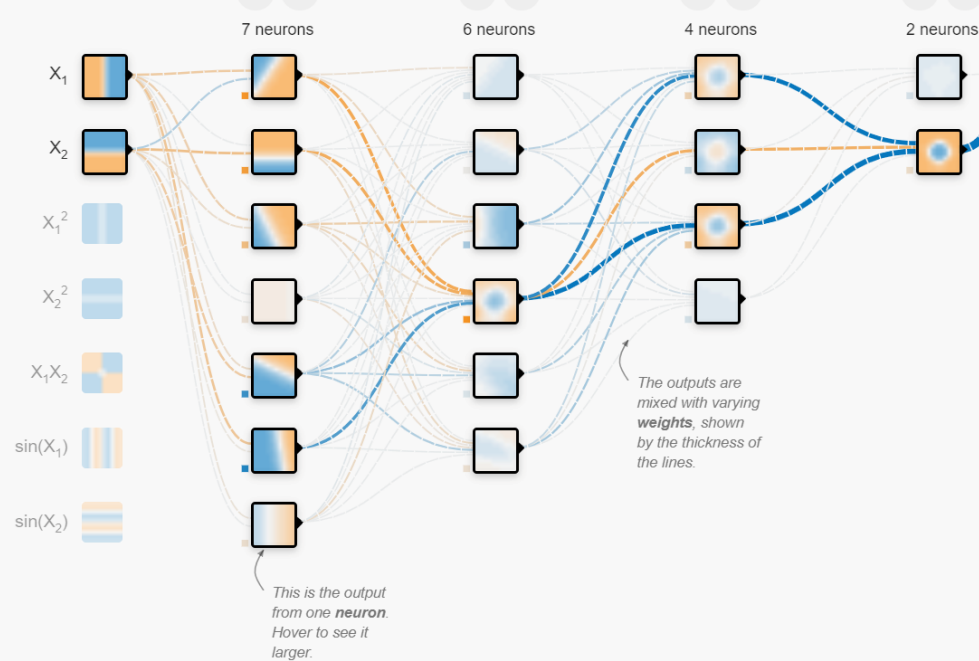 7 neurons
6 neurons
4 neurons
2 neurons
X1
X2
X1²
X2²
X1X2
sin(X1)
sin(X2)
The outputs are
mixed with varying
weights, shown
by the thickness of
the lines.
This is the output
from one neuron.
Hover to see it
larger.